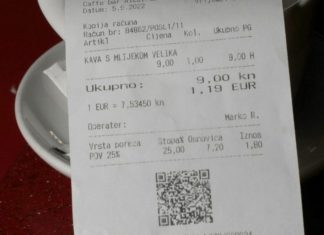 Caffe bar
Datum: 5.5.2022
Kopija računa
Račun br: 84862/POSL1/11
Artikl Cijena Kol. Ukupno PG
KAVA S MLIJEKOM VELIKA
9,00 1,00 9,00 A
Ukupno: 9,00 kn
1,19 EUR
1 EUR = 7,53450 kn
Operater: Marko B.
Vrsta poreza Stopa% Osnovica Iznos
PDV 25% 25,00 7,20 1,80